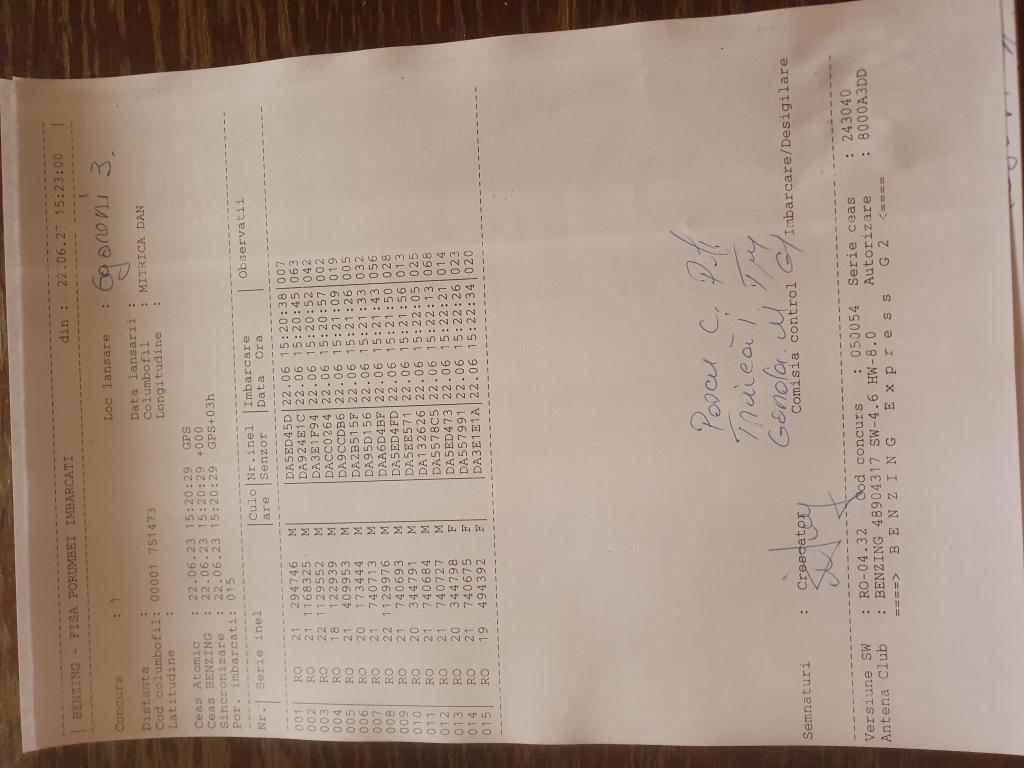 BENZING - FISA PORUMBEI IMBARCATI din : 22.06.23 15:23:00
Concurs : 1 Loc lansare : 3.
Distanta : Data lansarii :
Cod columbofil: 00001 751473 Columbofil : MITRICA DAN
Latitudine : Longitudine :
Ceas Atomic : 22.06.23 15:20:29 GPS
Ceas BENZING : 22.06.23 15:20:29 +000
Sincronizare : 22.06.23 15:20:29 GPS+03h
Por. imbarcati: 015
Nr.| Serie inel |Culo|Nr.inel |Imbarcare |Observatii
|are |Senzor |Data Ora
001| RO 21 294746 M |DA5ED45D|22.06 15:20:38|007
002| RO 21 1168325 M |DA924E1C|22.06 15:20:45|063
003| RO 22 1129552 M |DA3E1F94|22.06 15:20:52|042
004| RO 18 122939 M |DACC0264|22.06 15:20:57|002
005| RO 21 409953 M |DA9CCDB6|22.06 15:21:09|019
006| RO 20 173444 M |DA2B515F|22.06 15:21:26|005
007| RO 21 740713 M |DA95D156|22.06 15:21:33|032
008| RO 22 1129976 M |DAA6D4BF|22.06 15:21:43|056
009| RO 21 740693 M |DA5ED4FD|22.06 15:21:50|028
010| RO 20 344791 M |DA5EE571|22.06 15:21:56|013
011| RO 21 740684 M |DA132626|22.06 15:22:05|025
012| RO 21 740727 M |DA5D18C7|22.06 15:22:13|068
013| RO 20 344798 F |DA5ED473|22.06 15:22:21|014
014| RO 21 740675 F |DA557991|22.06 15:22:26|023
015| RO 19 494392 F |DA3E1E1A|22.06 15:22:34|020
Semnaturi : Crescator Comisia control Imbarcare/Desigilare
Versiune SW : RO-04.32 Cod concurs : 050054 Serie ceas : 243040
Antena Club : BENZING 48904317 SW-4.6 HW-8.0 Autorizare : 8000A3DD
====> B E N Z I N G E x p r e s s G 2 <====